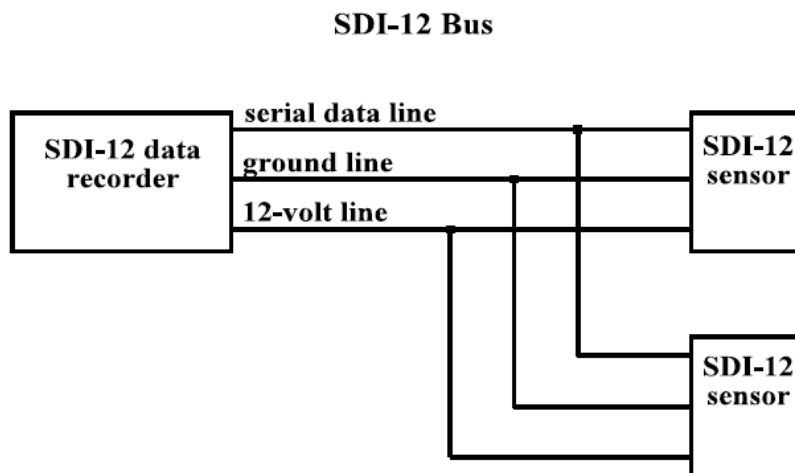 SDI-12 Bus
serial data line
SDI-12 data
recorder
ground line
12-volt line
SDI-12
sensor
SDI-12
sensor